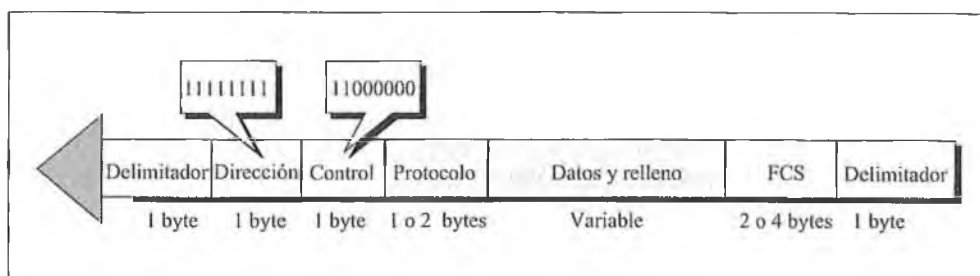 11111111 11000000
Delimitador Dirección Control Protocolo Datos y relleno FCS Delimitador
1 byte 1 byte 1 byte 1 o 2 bytes Variable 2 o 4 bytes 1 byte